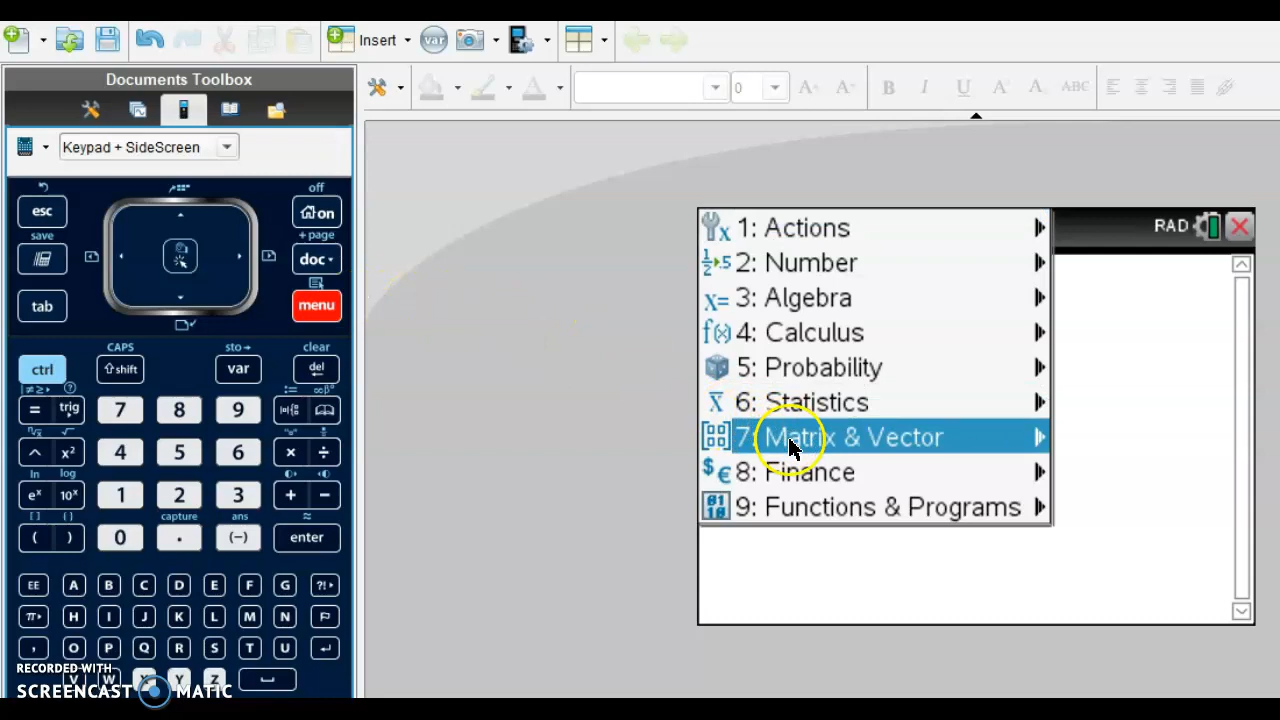 Insert
var
0
B I U A A ABC
Documents Toolbox
Keypad + SideScreen
off
esc
on
save
+ page
doc
tab
menu
CAPS
sto→
clear
ctrl
shift
var
del
=
trig
7
8
9
^
x²
4
5
6
×
÷
ln
log
eˣ
10ˣ
1
2
3
+
−
[ ]
{ }
capture
ans
≈
(
)
0
.
(−)
enter
EE
A
B
C
D
E
F
G
?!
π
H
I
J
K
L
M
N
,
O
P
Q
R
S
T
U
V
W
X
Y
Z
RAD
1: Actions
2: Number
3: Algebra
4: Calculus
5: Probability
6: Statistics
7: Matrix & Vector
8: Finance
9: Functions & Programs
RECORDED WITH
SCREENCAST MATIC